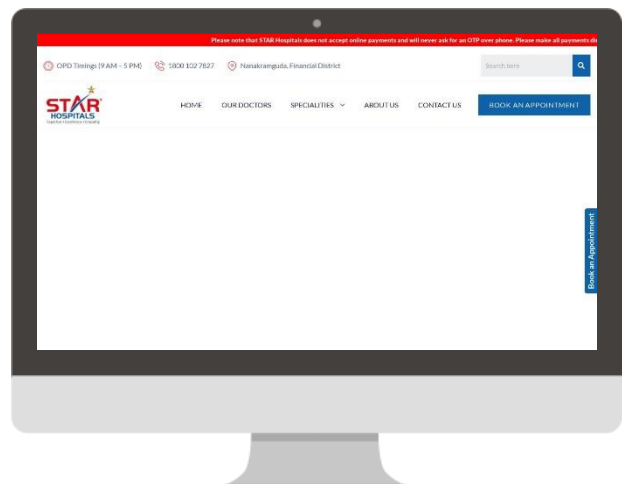 Please note that STAR Hospitals does not accept online payments and will never ask for an OTP over phone. Please make all payments
OPD Timings (9 AM - 5 PM) 1800 102 7827 Nanakramguda, Financial District Search here
STAR
HOSPITALS
HOME OUR DOCTORS SPECIALITIES ABOUT US CONTACT US BOOK AN APPOINTMENT
Book an Appointment